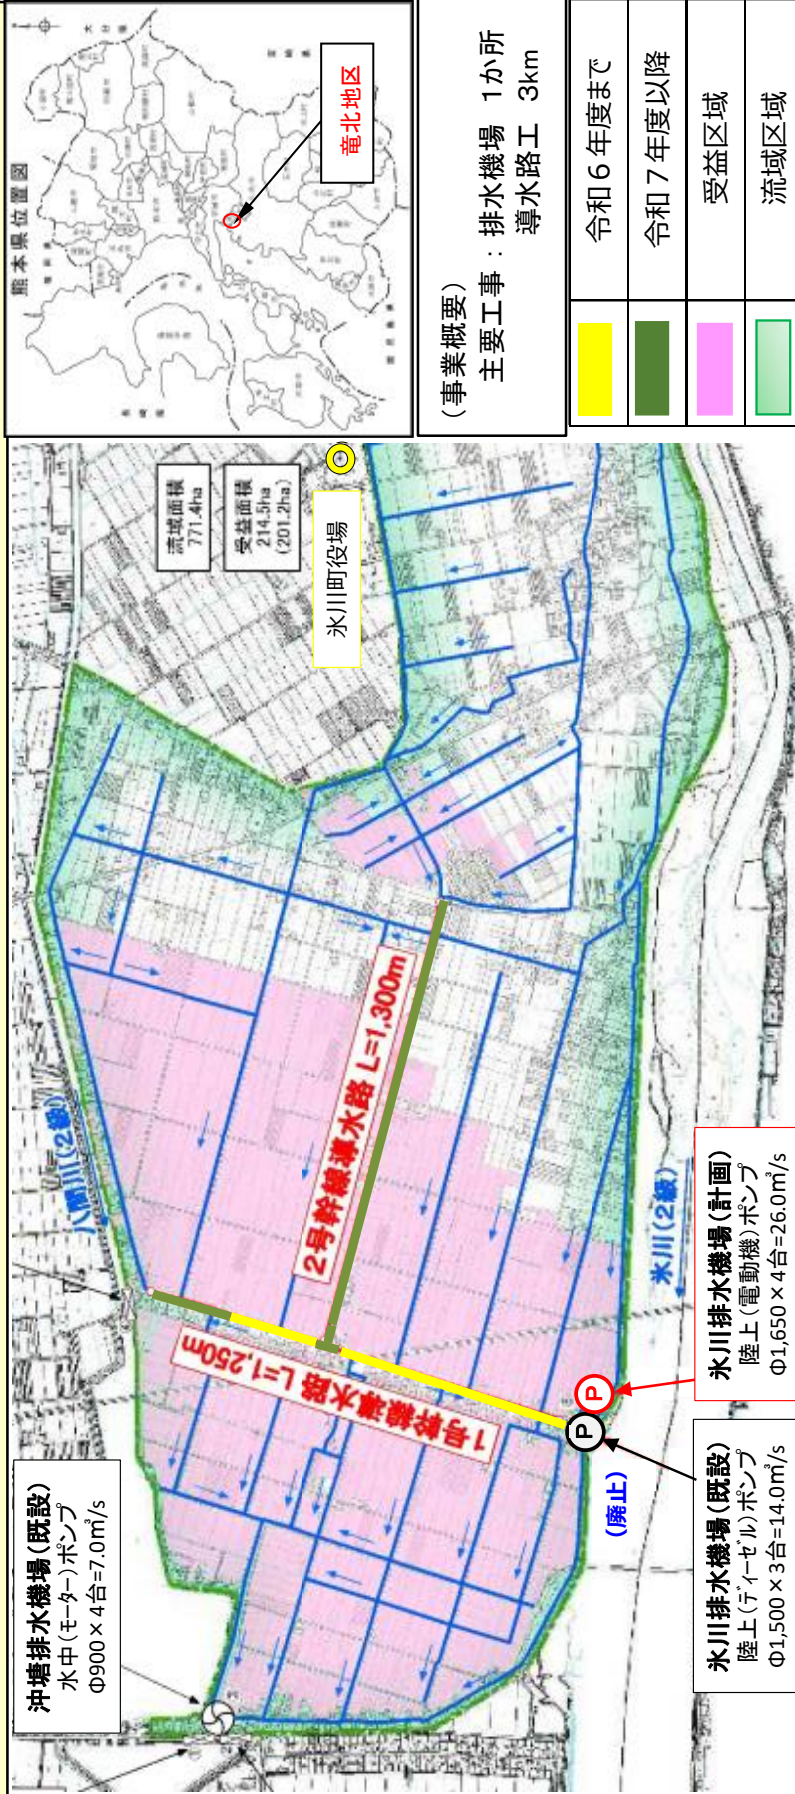 熊本県位置図
竜北地区
(事業概要)
主要工事:排水機場 1か所
導水路工 3km
令和6年度まで
令和7年度以降
受益区域
流域区域
流域面積
771.4ha
受益面積
214.5ha
(201.2ha)
氷川町役場
八間川(2級)
2号幹線導水路 L=1,300m
1号幹線導水路 L=1,250m
氷川(2級)
沖塘排水機場(既設)
水中(モーター)ポンプ
Φ900×4台=7.0㎥/s
P
P
(廃止)
氷川排水機場(計画)
陸上(電動機)ポンプ
Φ1,650×4台=26.0㎥/s
氷川排水機場(既設)
陸上(ディーゼル)ポンプ
Φ1,500×3台=14.0㎥/s